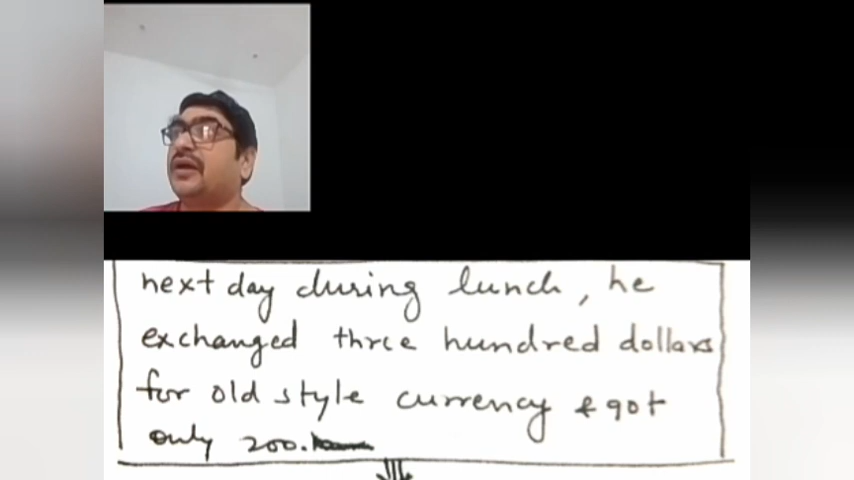 next day during lunch, he
exchanged three hundred dollars
for old style currency & got
only 200.